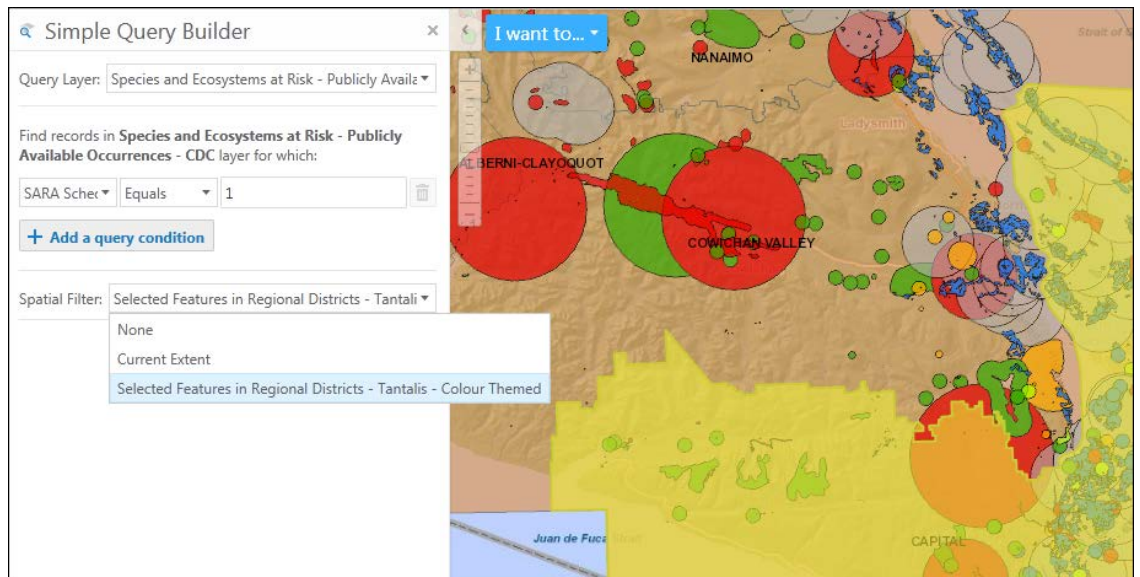 Simple Query Builder
×
I want to...
Query Layer: Species and Ecosystems at Risk - Publicly Availa
Find records in Species and Ecosystems at Risk - Publicly
Available Occurrences - CDC layer for which:
SARA Sche Equals 1
+ Add a query condition
Spatial Filter: Selected Features in Regional Districts - Tantali
None
Current Extent
Selected Features in Regional Districts - Tantalis - Colour Themed
NANAIMO
Strait of
Ladysmith
ALBERNI-CLAYOQUOT
COWICHAN VALLEY
Juan de Fuca Strait
CAPITAL